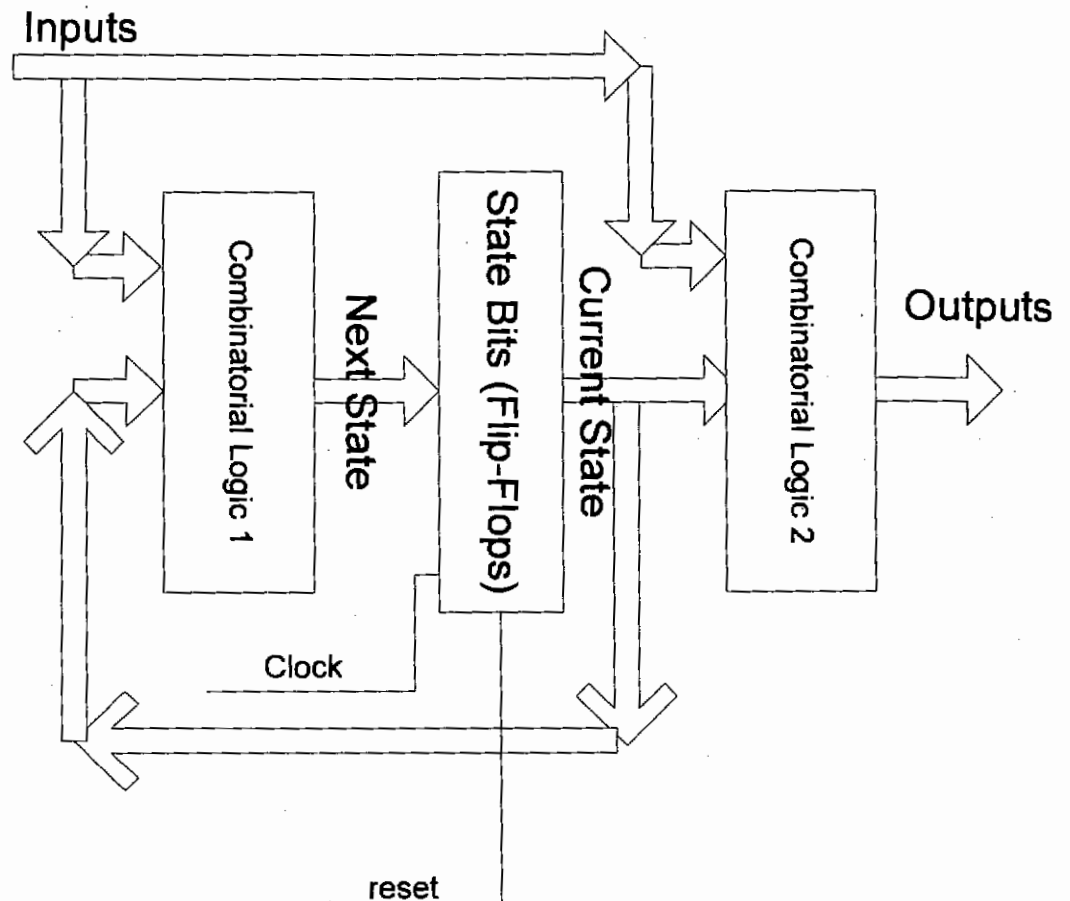 Inputs
Combinatorial Logic 1
Next State
State Bits (Flip-Flops)
Current State
Combinatorial Logic 2
Outputs
Clock
reset